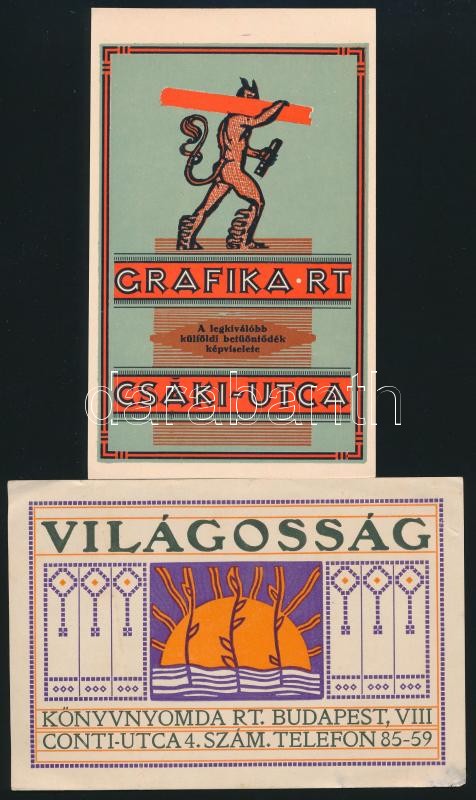 GRAFIKA·RT
A legkiválóbb
külföldi betűöntődék
képviselete
CSÁKI-UTCA
darabanth
VILÁGOSSÁG
KÖNYVNYOMDA RT. BUDAPEST, VIII
CONTI-UTCA 4. SZÁM. TELEFON 85-59